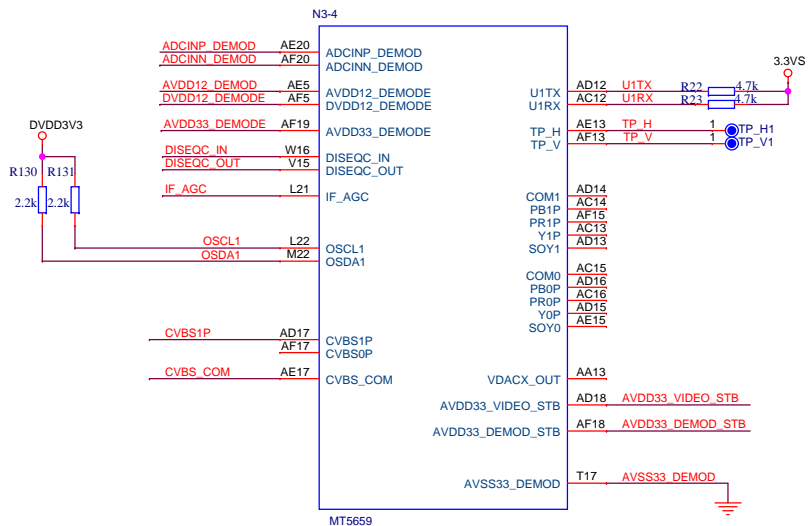 N3-4
ADCINP_DEMOD AE20 ADCINP_DEMOD
ADCINN_DEMOD AF20 ADCINN_DEMOD
AVDD12_DEMOD AE5 AVDD12_DEMODE
DVDD12_DEMODE AF5 DVDD12_DEMODE
AVDD33_DEMODE AF19 AVDD33_DEMODE
DISEQC_IN W16 DISEQC_IN
DISEQC_OUT V15 DISEQC_OUT
IF_AGC L21 IF_AGC
DVDD3V3
R130 R131
2.2k 2.2k
OSCL1 L22 OSCL1
OSDA1 M22 OSDA1
CVBS1P AD17 CVBS1P
AF17 CVBS0P
CVBS_COM AE17 CVBS_COM
3.3VS
U1TX AD12 U1TX R22 4.7k
U1RX AC12 U1RX R23 4.7k
TP_H AE13 TP_H 1 TP_H1
TP_V AF13 TP_V 1 TP_V1
COM1 AD14
PB1P AC14
PR1P AF15
Y1P AC13
SOY1 AD13
COM0 AC15
PB0P AD16
PR0P AC16
Y0P AD15
SOY0 AE15
VDACX_OUT AA13
AVDD33_VIDEO_STB AD18 AVDD33_VIDEO_STB
AVDD33_DEMOD_STB AF18 AVDD33_DEMOD_STB
AVSS33_DEMOD T17 AVSS33_DEMOD
MT5659